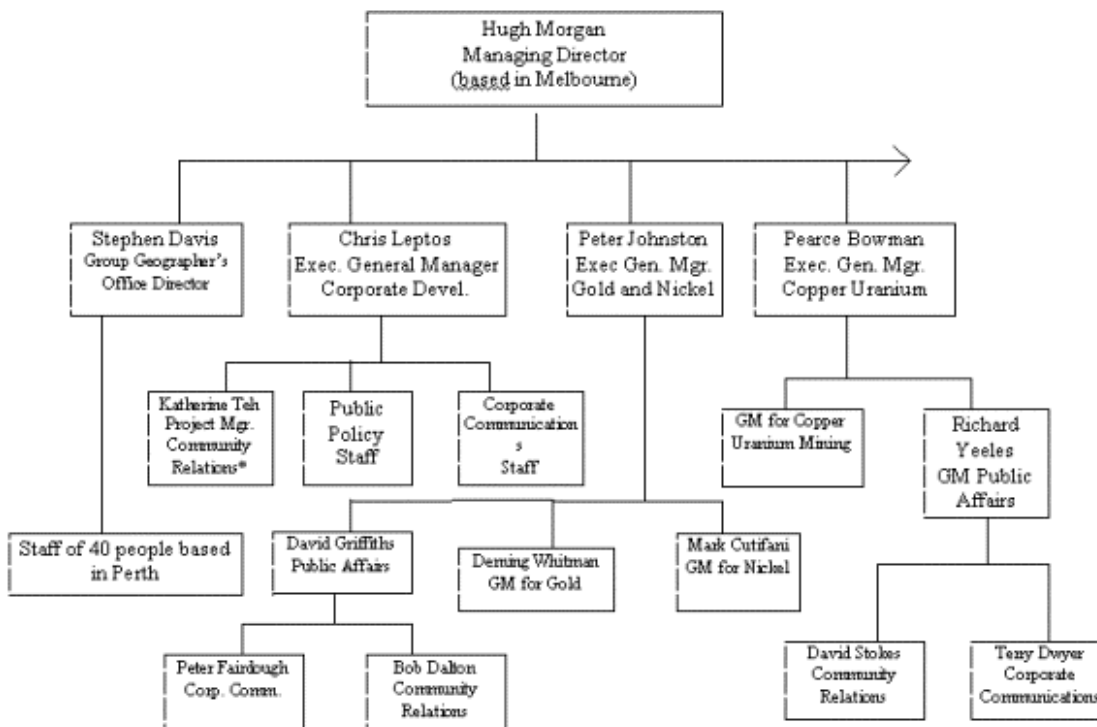 Hugh Morgan
Managing Director
(based in Melbourne)
Stephen Davis
Group Geographer's
Office Director
Chris Leptos
Exec. General Manager
Corporate Devel.
Peter Johnston
Exec Gen. Mgr.
Gold and Nickel
Pearce Bowman
Exec. Gen. Mgr.
Copper Uranium
Katherine Teh
Project Mgr.
Community
Relations*
Public
Policy
Staff
Corporate
Communication
s
Staff
GM for Copper
Uranium Mining
Richard
Yeeles
GM Public
Affairs
Staff of 40 people based
in Perth
David Griffiths
Public Affairs
Deming Whitman
GM for Gold
Mark Cutifani
GM for Nickel
Peter Fairclough
Corp. Comm.
Bob Dalton
Community
Relations
David Stokes
Community
Relations
Terry Dwyer
Corporate
Communications